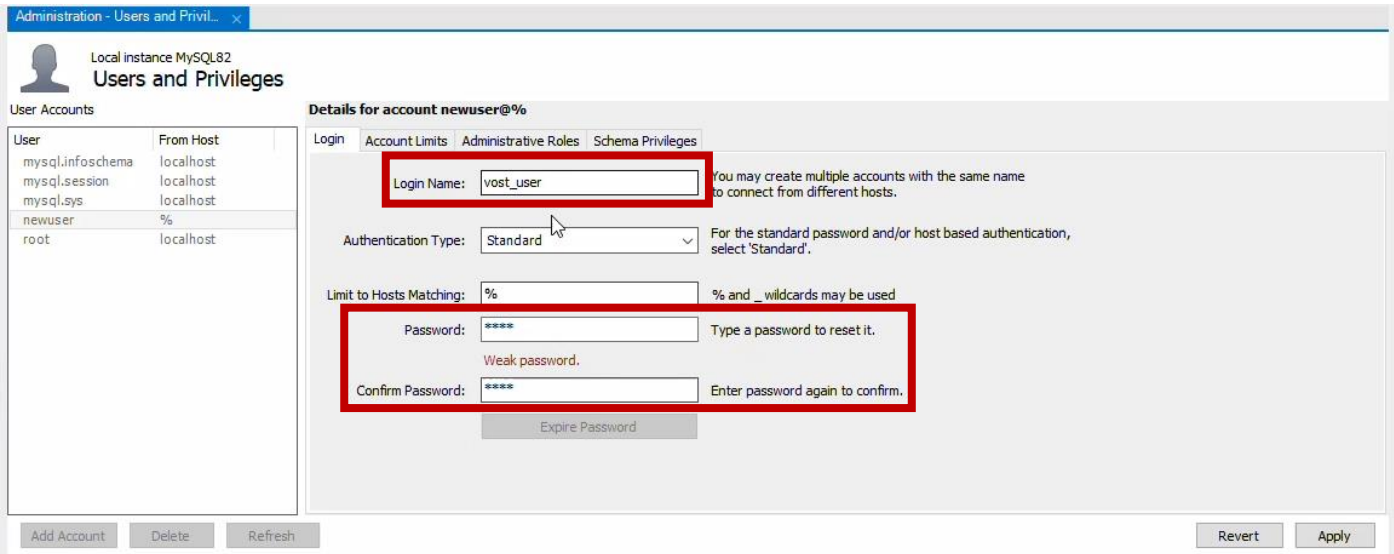 Administration - Users and Privil...
Local instance MySQL82
Users and Privileges
User Accounts
User From Host
mysql.infoschema localhost
mysql.session localhost
mysql.sys localhost
newuser %
root localhost
Details for account newuser@%
Login Account Limits Administrative Roles Schema Privileges
Login Name: vost_user You may create multiple accounts with the same name
to connect from different hosts.
Authentication Type: Standard For the standard password and/or host based authentication,
select 'Standard'.
Limit to Hosts Matching: % % and _ wildcards may be used
Password: **** Type a password to reset it.
Weak password.
Confirm Password: **** Enter password again to confirm.
Expire Password
Add Account Delete Refresh Revert Apply